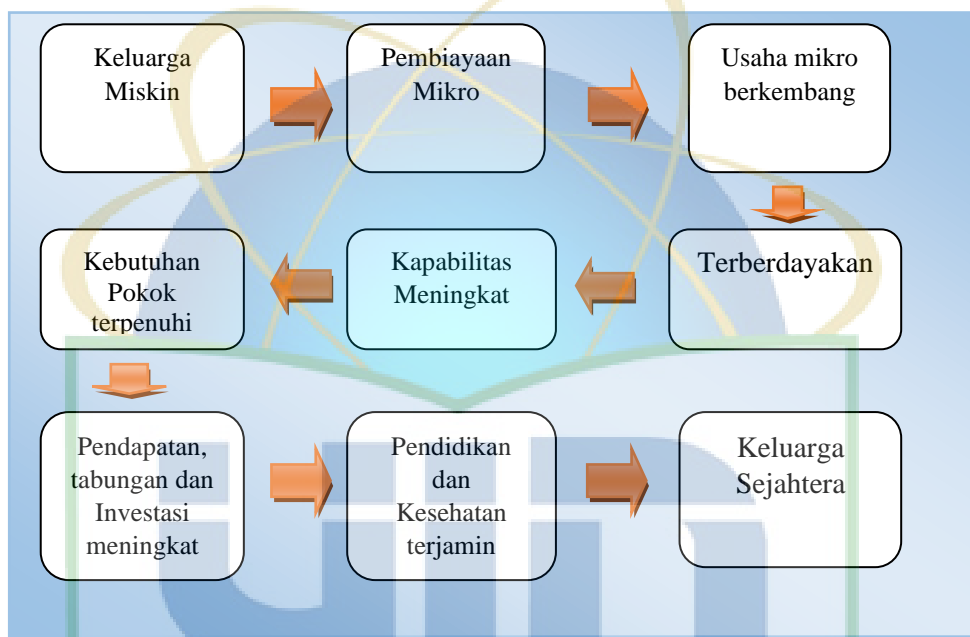 Keluarga
Miskin
Pembiayaan
Mikro
Usaha mikro
berkembang
Terberdayakan
Kapabilitas
Meningkat
Kebutuhan
Pokok
terpenuhi
Pendapatan,
tabungan dan
Investasi
meningkat
Pendidikan
dan
Kesehatan
terjamin
Keluarga
Sejahtera
uin